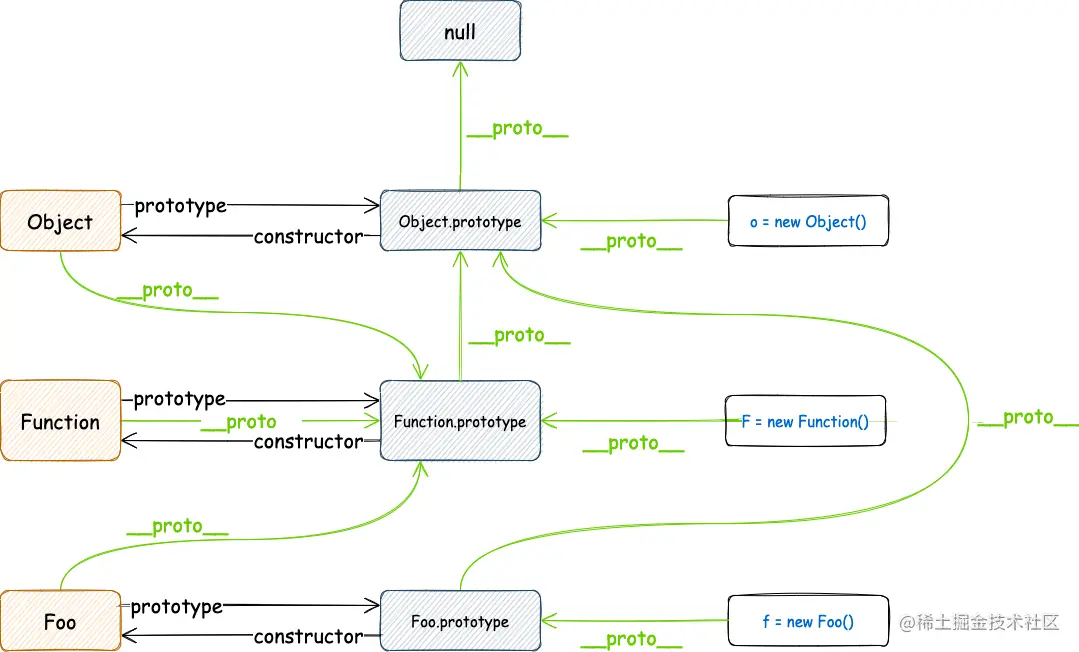 null
__proto__
Object
prototype
constructor
Object.prototype
__proto__
o = new Object()
__proto__
__proto__
Function
prototype
__proto
constructor
Function.prototype
__proto__
F = new Function()
__proto__
__proto__
Foo
prototype
constructor
Foo.prototype
__proto__
f = new Foo()
@稀土掘金技术社区